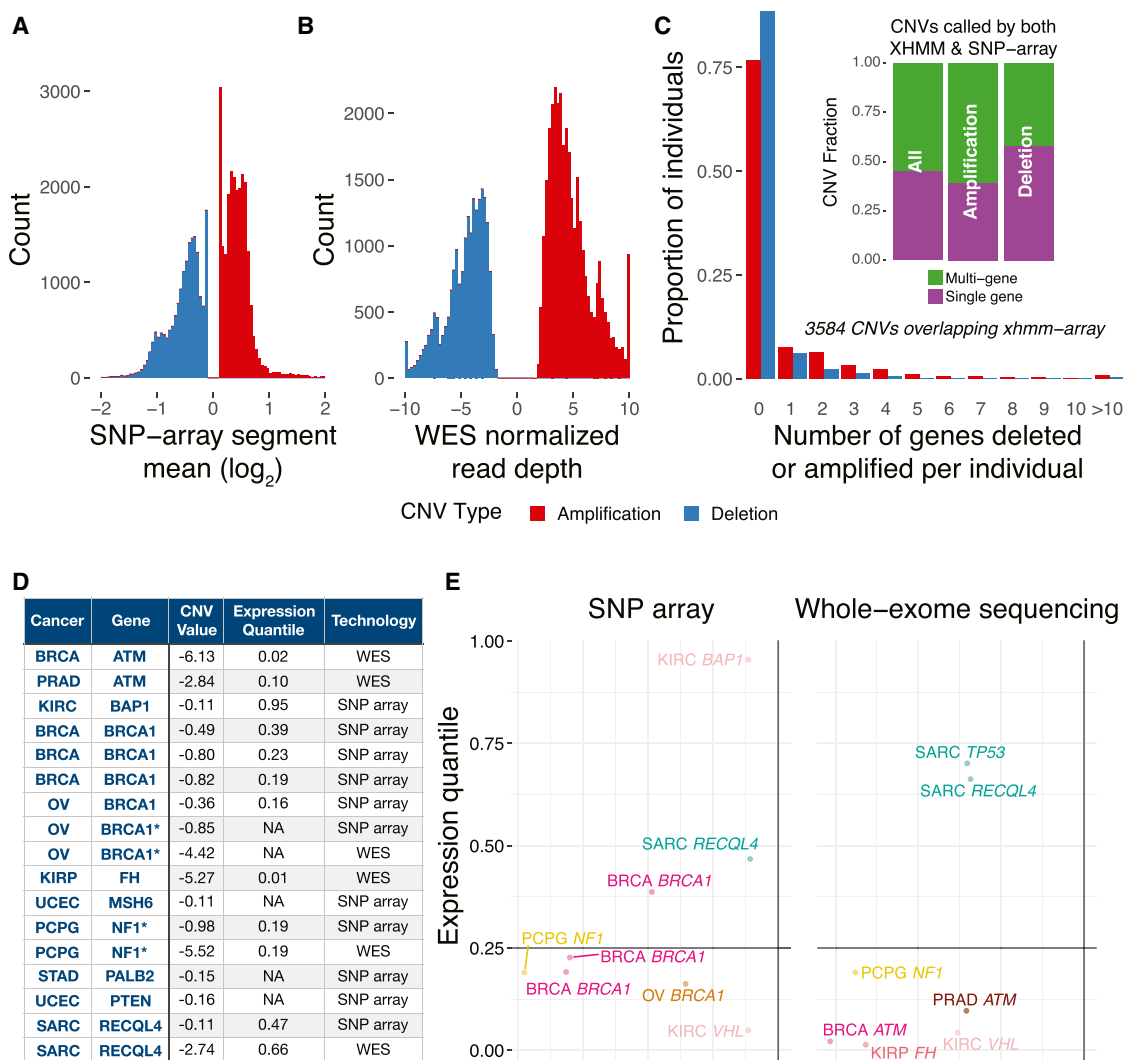 A
Count
3000
2000
1000
0
−2 −1 0 1 2
SNP−array segment
mean (log2)
B
Count
2000
1500
1000
500
0
−10 −5 0 5 10
WES normalized
read depth
C
Proportion of individuals
0.75
0.50
0.25
0.00
0 1 2 3 4 5 6 7 8 9 10 >10
Number of genes deleted
or amplified per individual
CNVs called by both
XHMM & SNP−array
CNV Fraction
1.00
0.75
0.50
0.25
0.00
All
Amplification
Deletion
Multi−gene
Single gene
3584 CNVs overlapping xhmm−array
CNV Type Amplification Deletion
D
Cancer Gene CNV Value Expression Quantile Technology
BRCA ATM -6.13 0.02 WES
PRAD ATM -2.84 0.10 WES
KIRC BAP1 -0.11 0.95 SNP array
BRCA BRCA1 -0.49 0.39 SNP array
BRCA BRCA1 -0.80 0.23 SNP array
BRCA BRCA1 -0.82 0.19 SNP array
OV BRCA1 -0.36 0.16 SNP array
OV BRCA1* -0.85 NA SNP array
OV BRCA1* -4.42 NA WES
KIRP FH -5.27 0.01 WES
UCEC MSH6 -0.11 NA SNP array
PCPG NF1* -0.98 0.19 SNP array
PCPG NF1* -5.52 0.19 WES
STAD PALB2 -0.15 NA SNP array
UCEC PTEN -0.16 NA SNP array
SARC RECQL4 -0.11 0.47 SNP array
SARC RECQL4 -2.74 0.66 WES
E
SNP array
Whole−exome sequencing
Expression quantile
1.00
0.75
0.50
0.25
0.00
KIRC BAP1
SARC RECQL4
BRCA BRCA1
PCPG NF1
BRCA BRCA1
BRCA BRCA1
OV BRCA1
KIRC VHL
SARC TP53
SARC RECQL4
PCPG NF1
PRAD ATM
BRCA ATM
KIRC VHL
KIRP FH